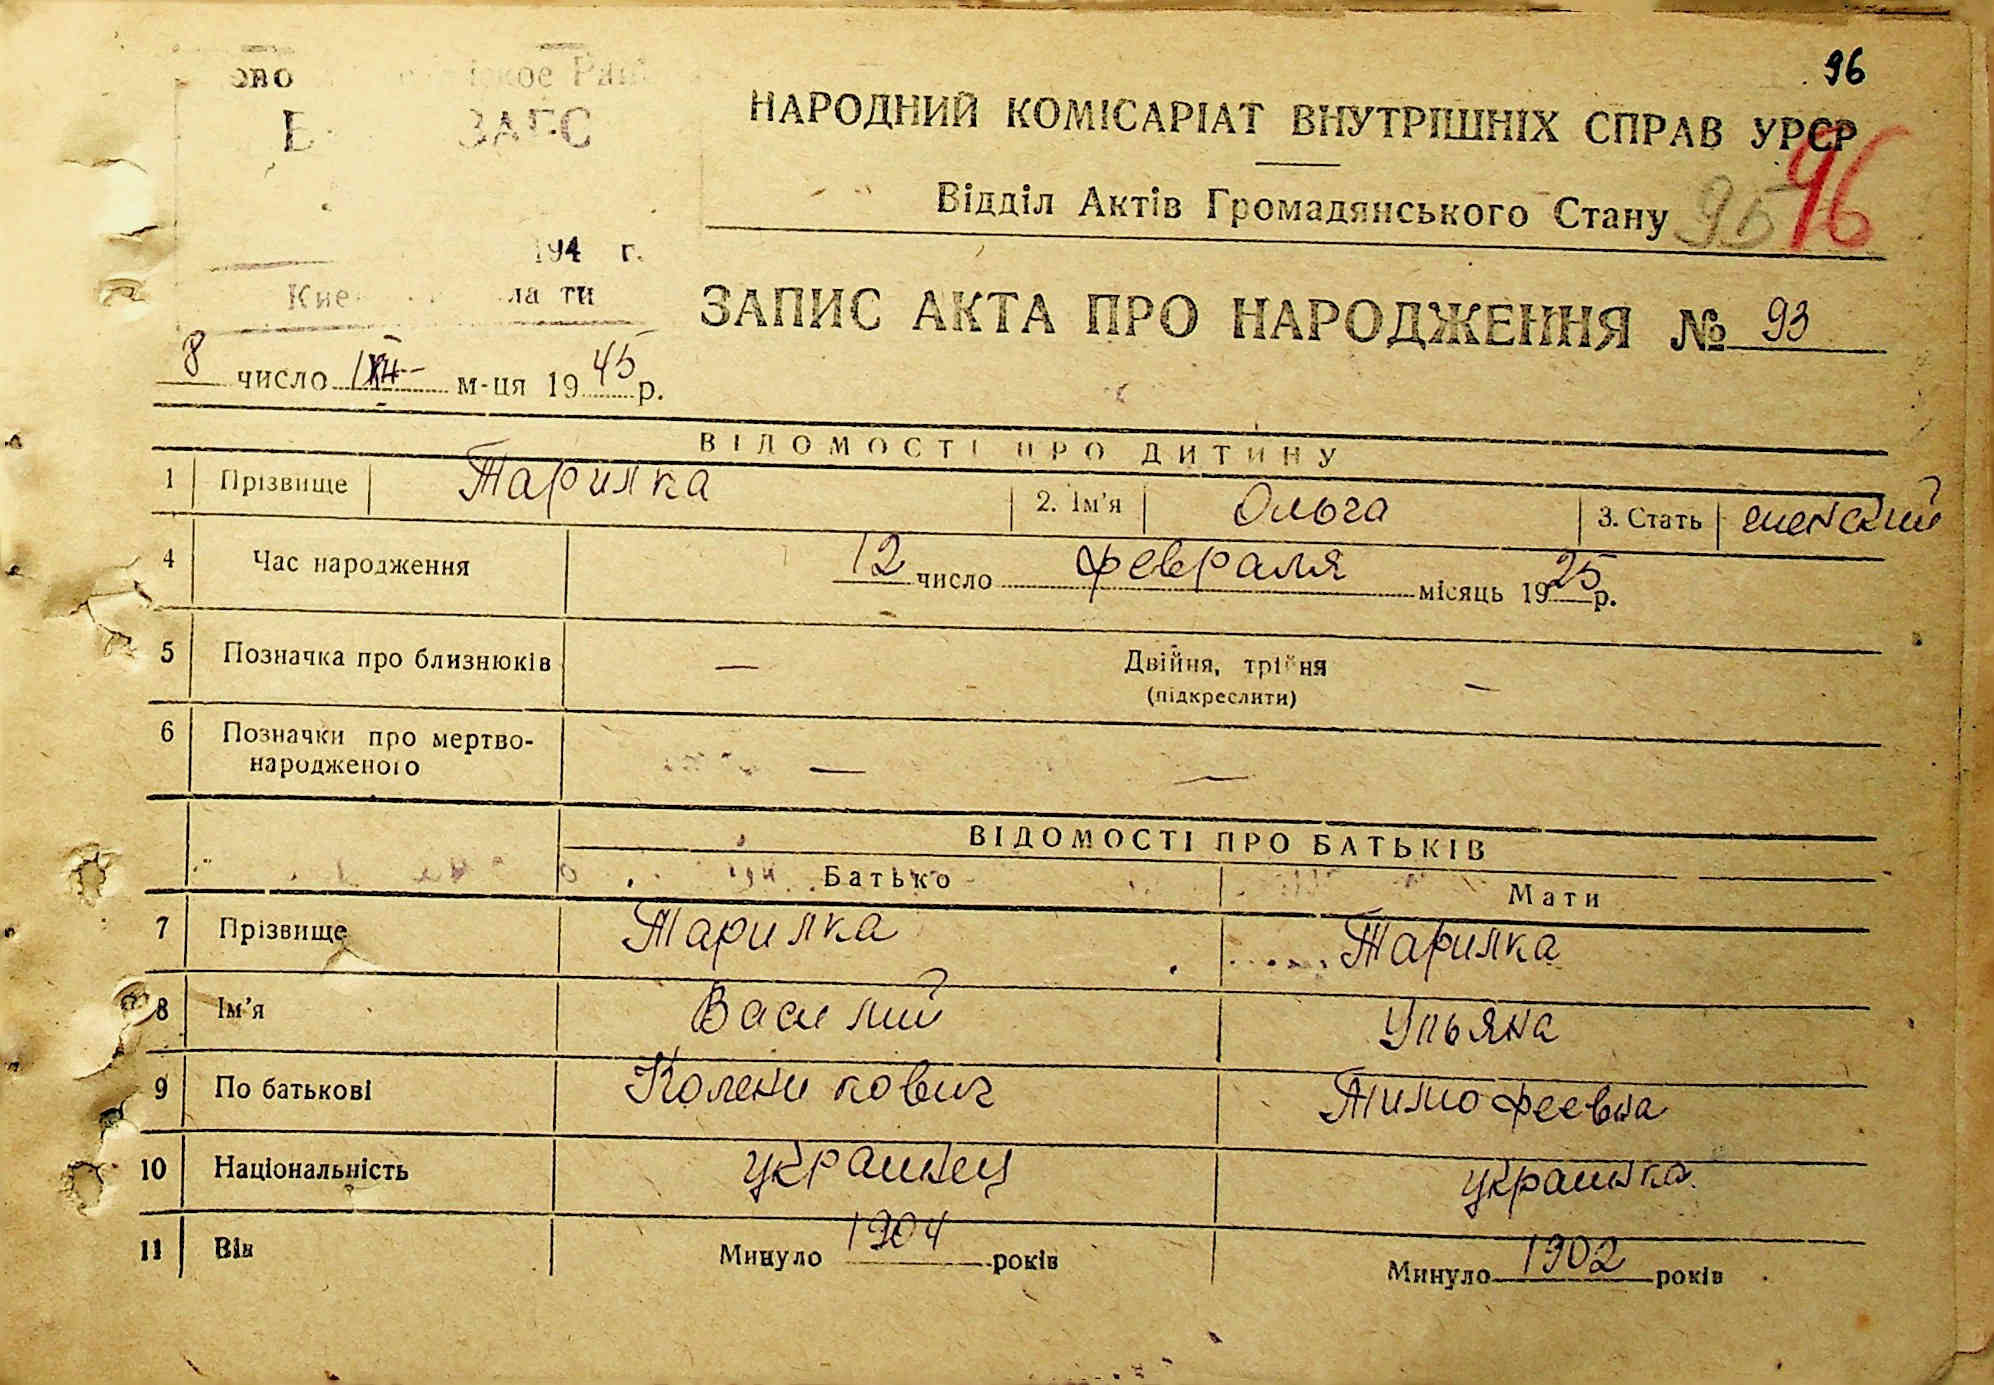 96
ЗАГС
НАРОДНИЙ КОМІСАРІАТ ВНУТРІШНІХ СПРАВ УРСР
Відділ Актів Громадянського Стану 95 96
194 г.
ЗАПИС АКТА ПРО НАРОДЖЕННЯ № 93
8 число м-ця 1945 р.
ВІДОМОСТІ ПРО ДИТИНУ
1 Прізвище Тарилка 2. Ім'я Ольга 3. Стать женский
4 Час народження 12 число февраля місяць 1925 р.
5 Позначка про близнюків — Двійня, трійня —
(підкреслити)
6 Позначки про мертво-
народженого — —
ВІДОМОСТІ ПРО БАТЬКІВ
Батько Мати
7 Прізвище Тарилка Тарилка
8 Ім'я Василий Ульяна
9 По батькові Коленикович Тимофеевна
10 Національність украинец украинка
11 Вік Минуло 1904 років Минуло 1902 років